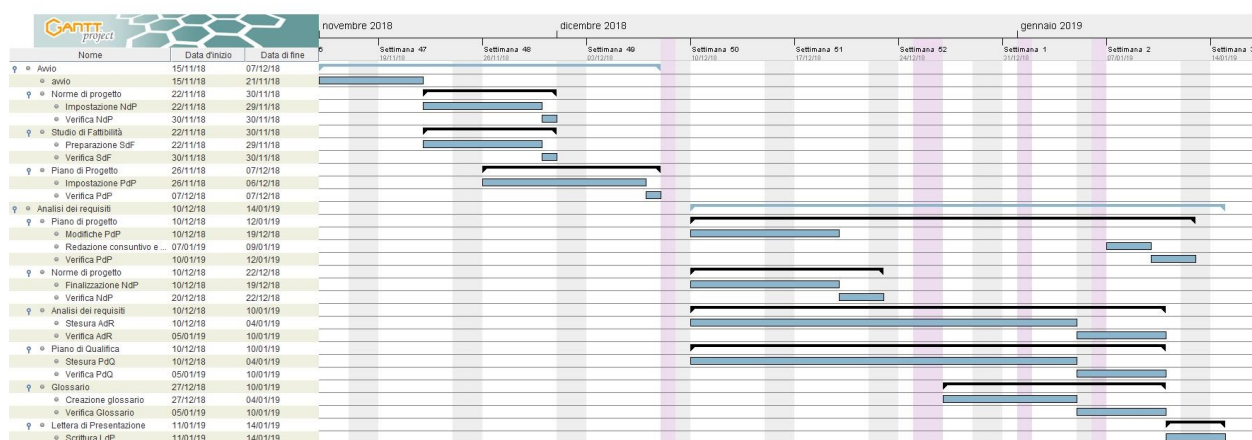 GANTT project
novembre 2018 dicembre 2018 gennaio 2019
6 Settimana 47 Settimana 48 Settimana 49 Settimana 50 Settimana 51 Settimana 52 Settimana 1 Settimana 2 Settimana 3
Nome Data d'inizio Data di fine 19/11/18 26/11/18 03/12/18 10/12/18 17/12/18 24/12/18 31/12/18 07/01/19 14/01/19
Avvio 15/11/18 07/12/18
avvio 15/11/18 21/11/18
Norme di progetto 22/11/18 30/11/18
Impostazione NdP 22/11/18 29/11/18
Verifica NdP 30/11/18 30/11/18
Studio di Fattibilità 22/11/18 30/11/18
Preparazione SdF 22/11/18 29/11/18
Verifica SdF 30/11/18 30/11/18
Piano di Progetto 26/11/18 07/12/18
Impostazione PdP 26/11/18 06/12/18
Verifica PdP 07/12/18 07/12/18
Analisi dei requisiti 10/12/18 14/01/19
Piano di progetto 10/12/18 12/01/19
Modifiche PdP 10/12/18 19/12/18
Redazione consuntivo e ... 07/01/19 09/01/19
Verifica PdP 10/01/19 12/01/19
Norme di progetto 10/12/18 22/12/18
Finalizzazione NdP 10/12/18 19/12/18
Verifica NdP 20/12/18 22/12/18
Analisi dei requisiti 10/12/18 10/01/19
Stesura AdR 10/12/18 04/01/19
Verifica AdR 05/01/19 10/01/19
Piano di Qualifica 10/12/18 10/01/19
Stesura PdQ 10/12/18 04/01/19
Verifica PdQ 05/01/19 10/01/19
Glossario 27/12/18 10/01/19
Creazione glossario 27/12/18 04/01/19
Verifica Glossario 05/01/19 10/01/19
Lettera di Presentazione 11/01/19 14/01/19
Scrittura LdP 11/01/19 14/01/19